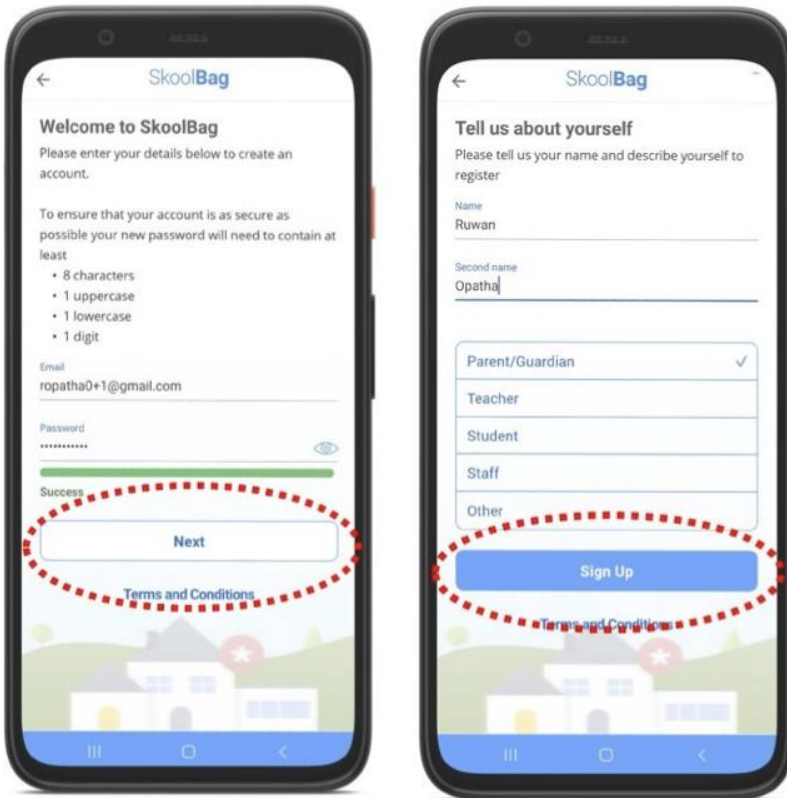 SkoolBag
Welcome to SkoolBag
Please enter your details below to create an
account.
To ensure that your account is as secure as
possible your new password will need to contain at
least
• 8 characters
• 1 uppercase
• 1 lowercase
• 1 digit
Email
ropatha0+1@gmail.com
Password
•••••••••••
Success
Next
Terms and Conditions
SkoolBag
Tell us about yourself
Please tell us your name and describe yourself to
register
Name
Ruwan
Second name
Opatha
Parent/Guardian
Teacher
Student
Staff
Other
Sign Up
Terms and Conditions